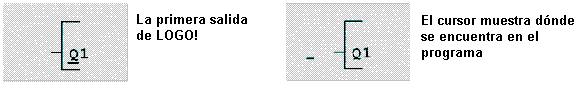 La primera salida
de LOGO!
Q1
El cursor muestra dónde
se encuentra en el
programa
Q1